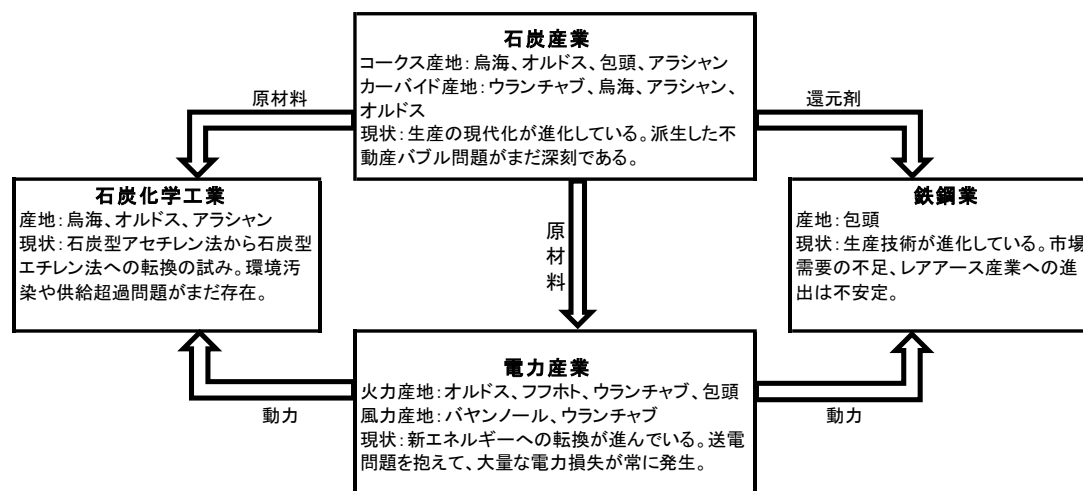 石炭産業
コークス産地:烏海、オルドス、包頭、アラシャン
カーバイド産地:ウランチャブ、烏海、アラシャン、
オルドス
現状:生産の現代化が進化している。派生した不
動産バブル問題がまだ深刻である。
原材料
還元剤
石炭化学工業
産地:烏海、オルドス、アラシャン
現状:石炭型アセチレン法から石炭型
エチレン法への転換の試み。環境汚
染や供給超過問題がまだ存在。
原材料
鉄鋼業
産地:包頭
現状:生産技術が進化している。市場
需要の不足、レアアース産業への進
出は不安定。
電力産業
火力産地:オルドス、フフホト、ウランチャブ、包頭
風力産地:バヤンノール、ウランチャブ
現状:新エネルギーへの転換が進んでいる。送電
問題を抱えて、大量な電力損失が常に発生。
動力
動力